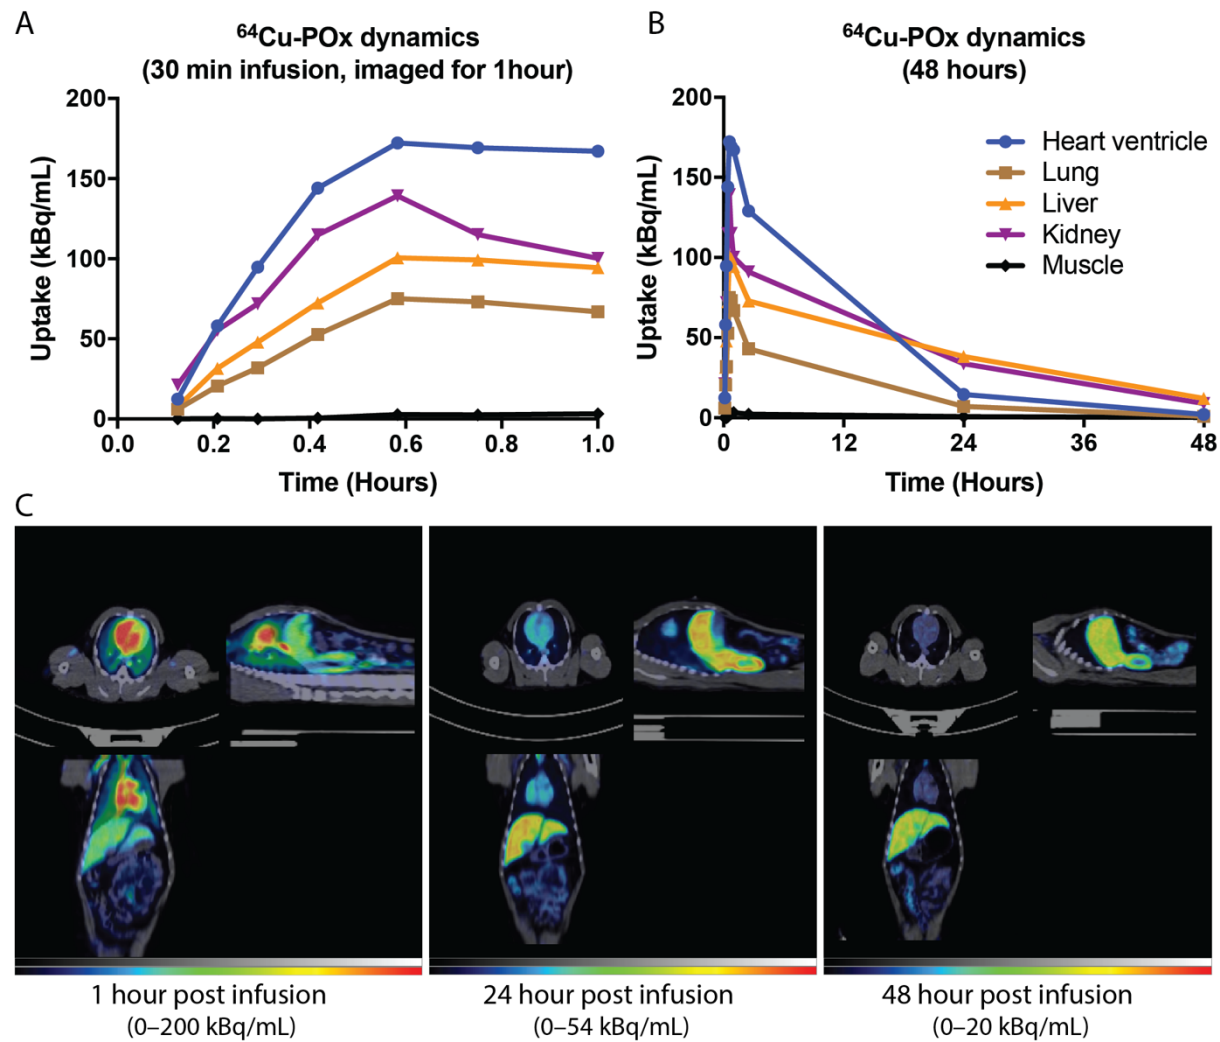 A
⁶⁴Cu-POx dynamics
(30 min infusion, imaged for 1hour)
200
150
100
50
0
Uptake (kBq/mL)
0.0 0.2 0.4 0.6 0.8 1.0
Time (Hours)
B
⁶⁴Cu-POx dynamics
(48 hours)
200
150
100
50
0
Uptake (kBq/mL)
0 12 24 36 48
Time (Hours)
Heart ventricle
Lung
Liver
Kidney
Muscle
C
1 hour post infusion
(0–200 kBq/mL)
24 hour post infusion
(0–54 kBq/mL)
48 hour post infusion
(0–20 kBq/mL)